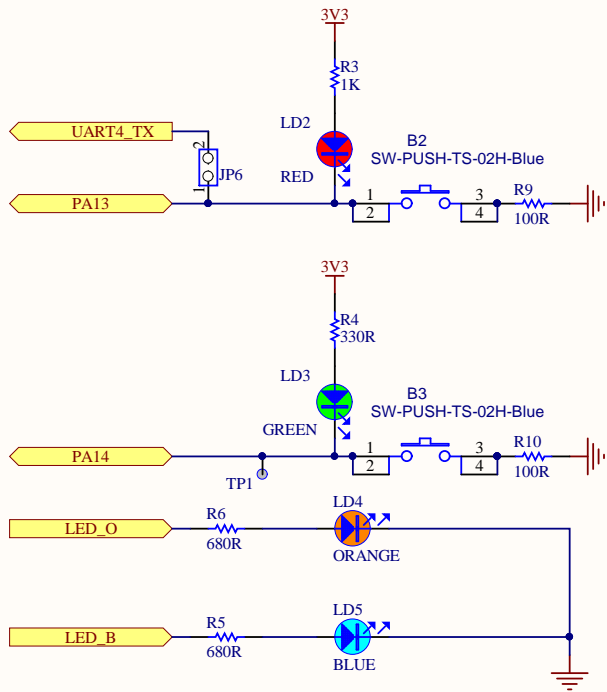 3V3
R3
1K
LD2
RED
UART4_TX
2
JP6
1
PA13
B2
SW-PUSH-TS-02H-Blue
1
2
3
4
R9
100R
3V3
R4
330R
LD3
GREEN
B3
SW-PUSH-TS-02H-Blue
PA14
TP1
1
2
3
4
R10
100R
LED_O
R6
680R
LD4
ORANGE
LED_B
R5
680R
LD5
BLUE